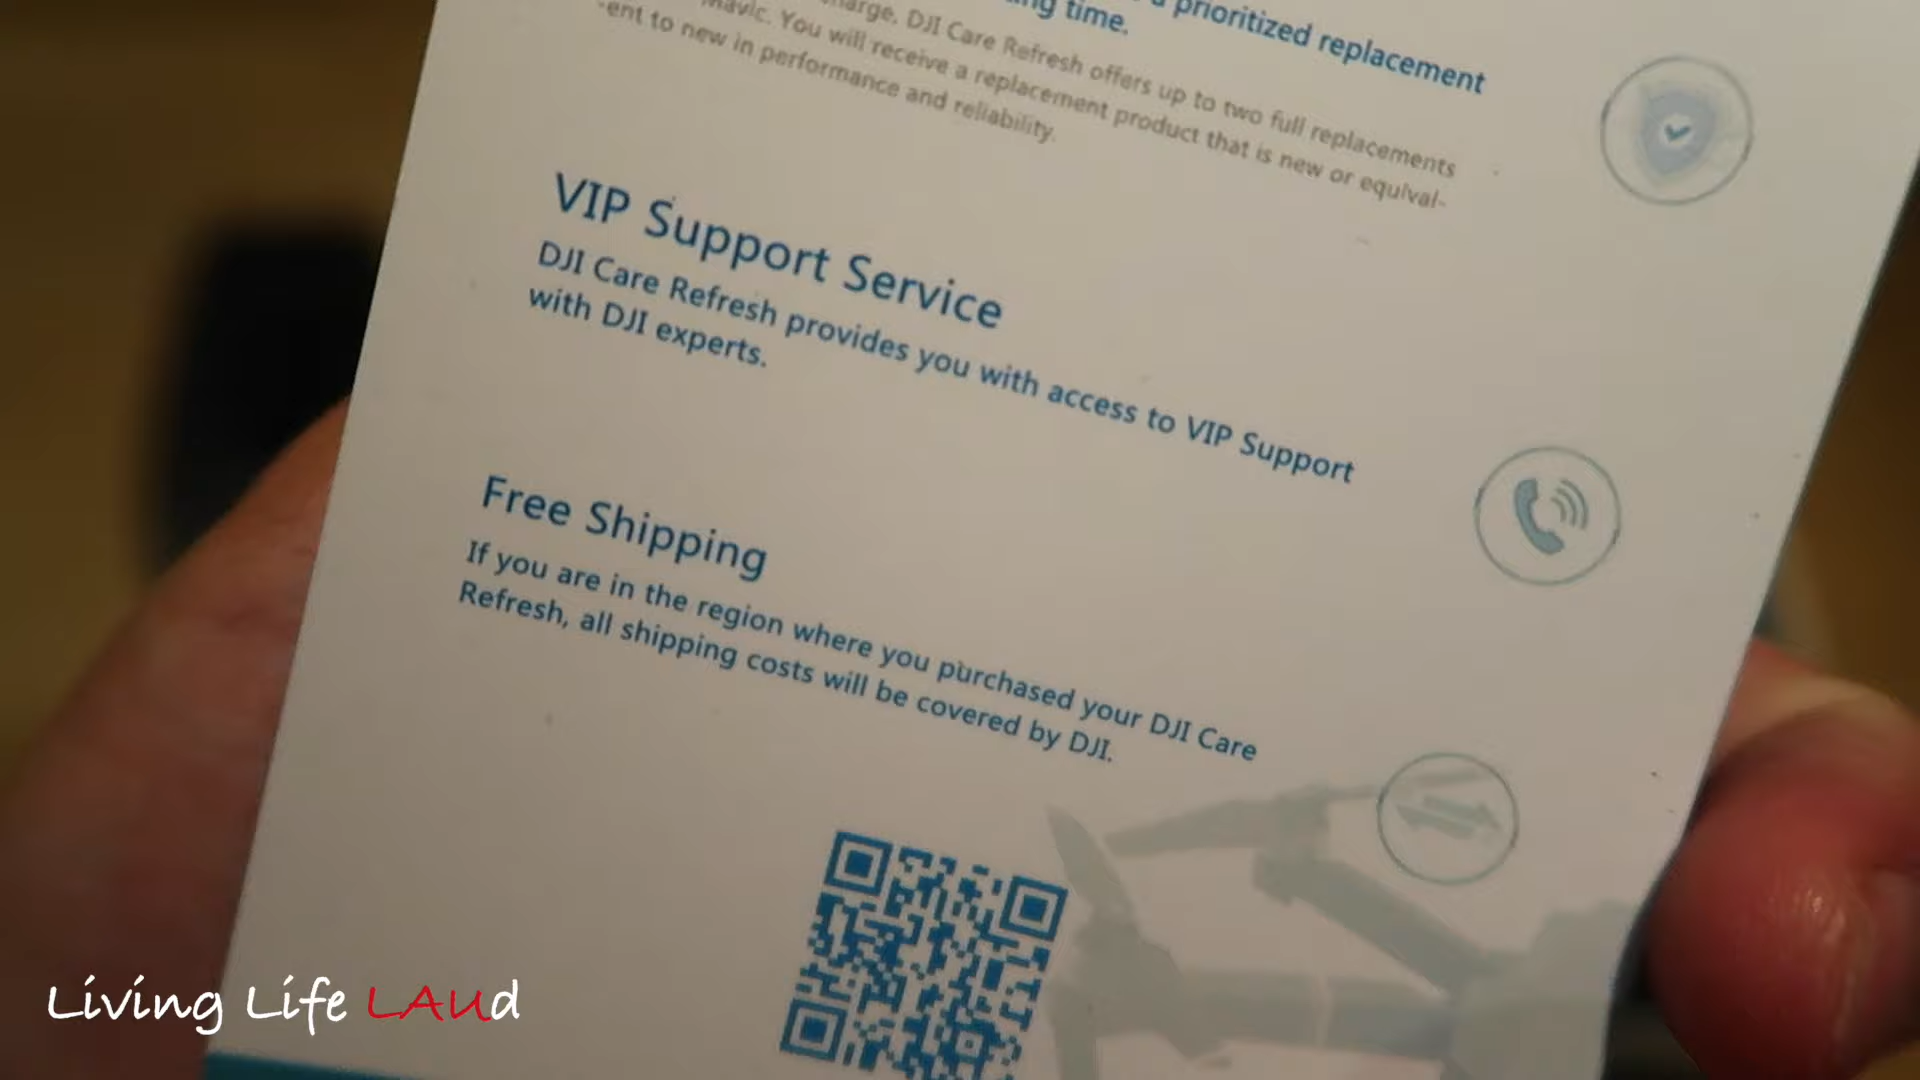 prioritized replacement
time.
DJI Care Refresh offers up to two full replacements
Mavic. You will receive a replacement product that is new or equival-
-ent to new in performance and reliability.
VIP Support Service
DJI Care Refresh provides you with access to VIP Support
with DJI experts.
Free Shipping
If you are in the region where you purchased your DJI Care
Refresh, all shipping costs will be covered by DJI.
Living Life LAUd